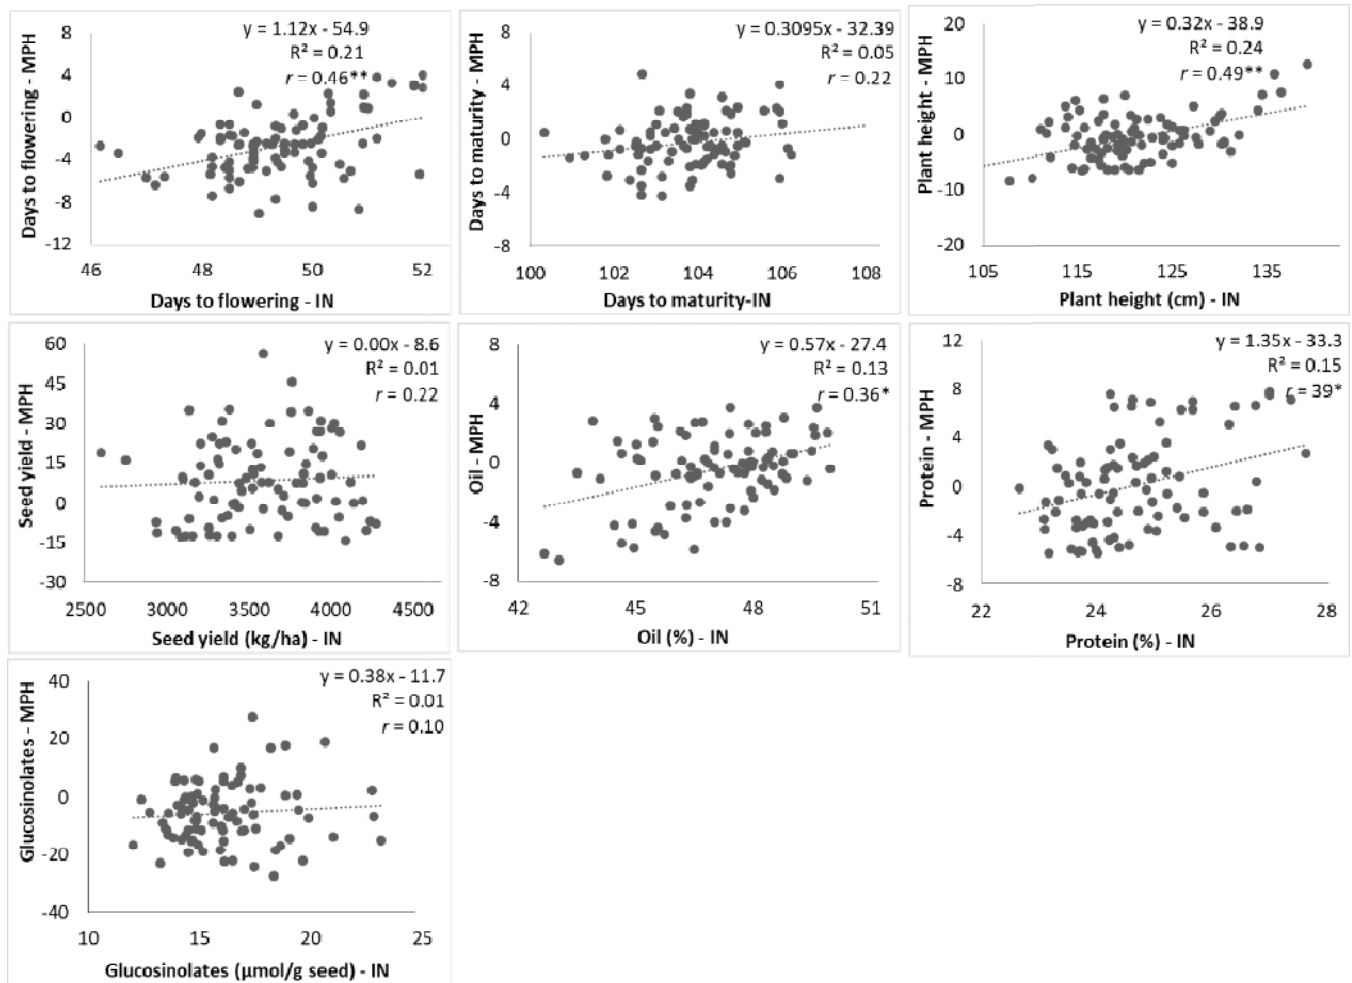 y = 1.12x - 54.9
R² = 0.21
r = 0.46**
Days to flowering - MPH
8
4
0
-4
-8
-12
46 48 50 52
Days to flowering - IN
y = 0.3095x - 32.39
R² = 0.05
r = 0.22
Days to maturity - MPH
8
4
0
-4
-8
100 102 104 106 108
Days to maturity-IN
y = 0.32x - 38.9
R² = 0.24
r = 0.49**
Plant height - MPH
20
10
0
-10
-20
105 115 125 135
Plant height (cm) - IN
y = 0.00x - 8.6
R² = 0.01
r = 0.22
Seed yield - MPH
60
45
30
15
0
-15
-30
2500 3000 3500 4000 4500
Seed yield (kg/ha) - IN
y = 0.57x - 27.4
R² = 0.13
r = 0.36*
Oil - MPH
8
4
0
-4
-8
42 45 48 51
Oil (%) - IN
y = 1.35x - 33.3
R² = 0.15
r = 39*
Protein - MPH
12
8
4
0
-4
-8
22 24 26 28
Protein (%) - IN
y = 0.38x - 11.7
R² = 0.01
r = 0.10
Glucosinolates - MPH
40
20
0
-20
-40
10 15 20 25
Glucosinolates (µmol/g seed) - IN